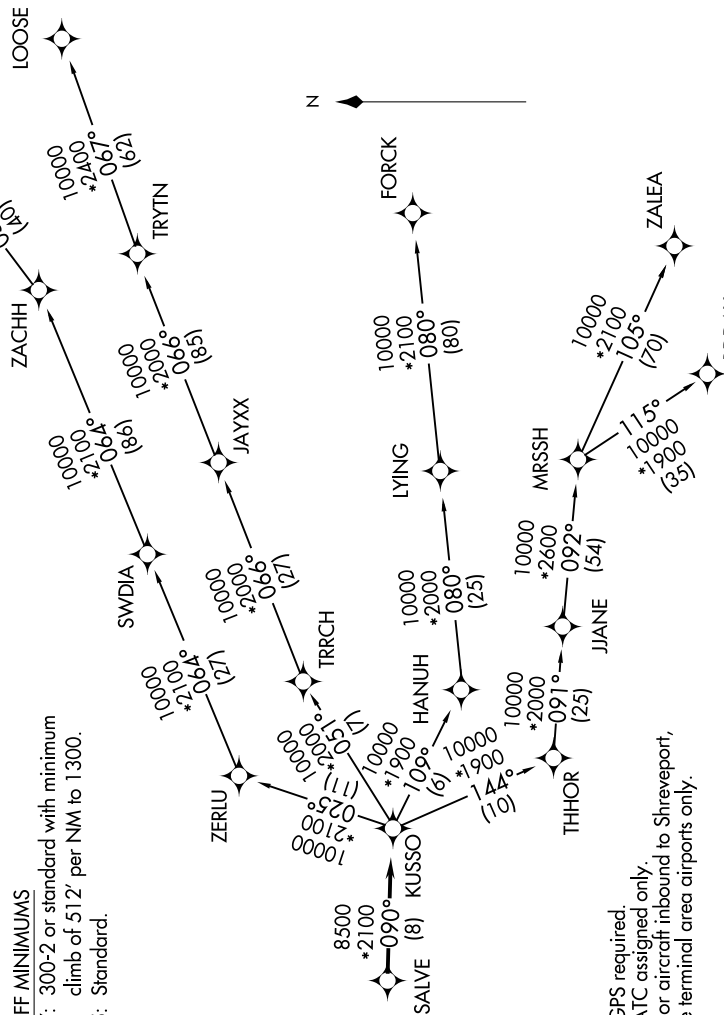 LOOSE
10000
*2400
067°
(62)
TRYTN
(40)
ZACHH
10000
*2000
066°
(85)
JAYXX
10000
*2100
064°
(86)
SWDIA
10000
*2000
066°
(27)
TRRCH
10000
*2100
064°
(27)
ZERLU
10000
*2000
051°
(7)
10000
*2100
025°
(11)
N
FORCK
10000
*2100
080°
(80)
LYING
10000
*2000
080°
(25)
HANUH
10000
*1900
109°
(6)
10000
*1900
144°
(10)
ZALEA
10000
*2100
105°
(70)
115°
10000
*1900
(35)
MRSSH
10000
*2600
092°
(54)
JJANE
10000
*2000
091°
(25)
THHOR
KUSSO
8500
*2100
090°
(8)
SALVE
FF MINIMUMS
: 300-2 or standard with minimum
climb of 512' per NM to 1300.
: Standard.
GPS required.
ATC assigned only.
or aircraft inbound to Shreveport,
e terminal area airports only.